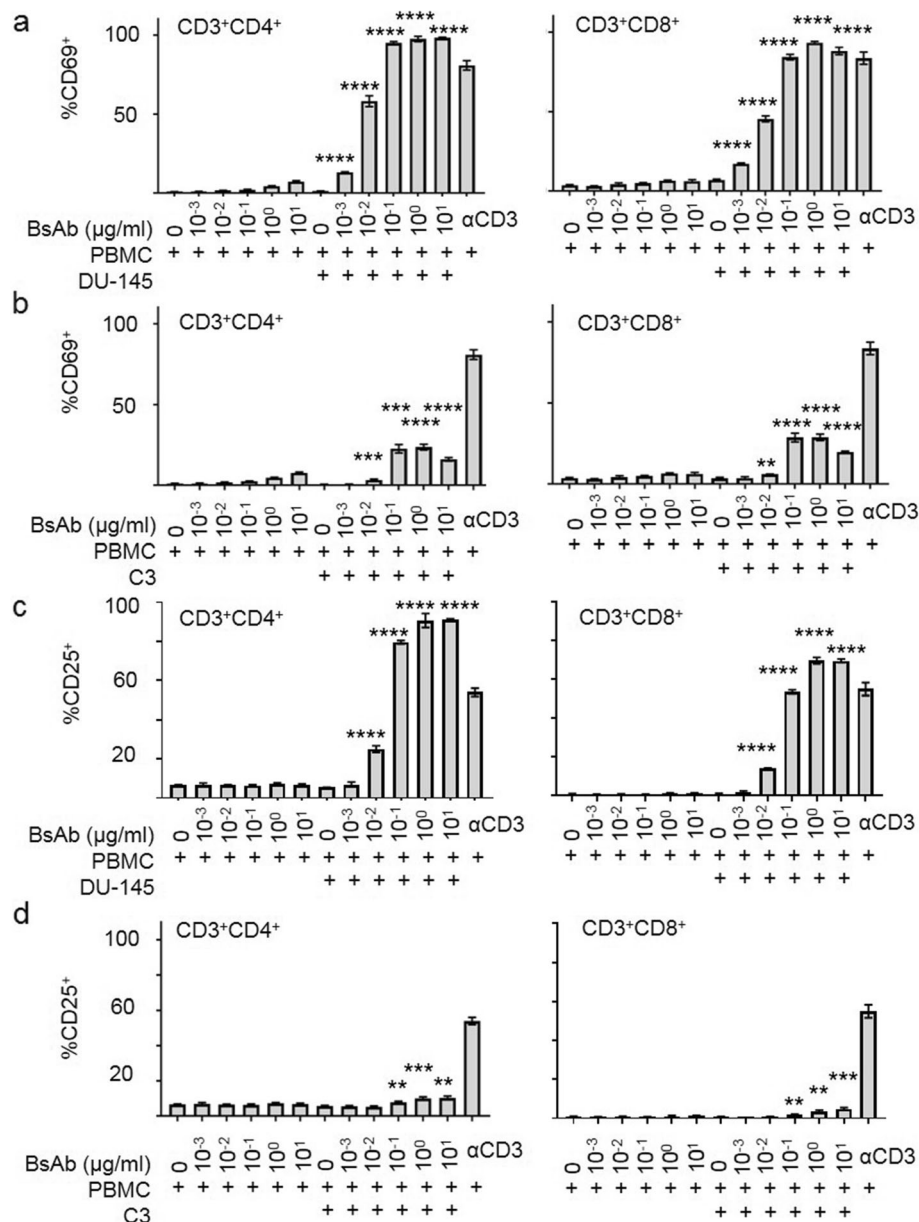 a
CD3⁺CD4⁺
%CD69⁺
100
50
**** **** **** **** ****
0 10⁻³ 10⁻² 10⁻¹ 10⁰ 10¹ 0 10⁻³ 10⁻² 10⁻¹ 10⁰ 10¹ αCD3
BsAb (µg/ml)
PBMC + + + + + + + + + + + + +
DU-145 + + + + + +
CD3⁺CD8⁺
**** **** **** **** ****
0 10⁻³ 10⁻² 10⁻¹ 10⁰ 10¹ 0 10⁻³ 10⁻² 10⁻¹ 10⁰ 10¹ αCD3
+ + + + + + + + + + + + +
+ + + + + +
b
CD3⁺CD4⁺
%CD69⁺
100
50
*** *** **** ****
0 10⁻³ 10⁻² 10⁻¹ 10⁰ 10¹ 0 10⁻³ 10⁻² 10⁻¹ 10⁰ 10¹ αCD3
BsAb (µg/ml)
PBMC + + + + + + + + + + + + +
C3 + + + + + +
CD3⁺CD8⁺
** **** **** ****
0 10⁻³ 10⁻² 10⁻¹ 10⁰ 10¹ 0 10⁻³ 10⁻² 10⁻¹ 10⁰ 10¹ αCD3
+ + + + + + + + + + + + +
+ + + + + +
c
CD3⁺CD4⁺
%CD25⁺
100
60
20
**** **** **** ****
0 10⁻³ 10⁻² 10⁻¹ 10⁰ 10¹ 0 10⁻³ 10⁻² 10⁻¹ 10⁰ 10¹ αCD3
BsAb (µg/ml)
PBMC + + + + + + + + + + + + +
DU-145 + + + + + +
CD3⁺CD8⁺
**** **** **** ****
0 10⁻³ 10⁻² 10⁻¹ 10⁰ 10¹ 0 10⁻³ 10⁻² 10⁻¹ 10⁰ 10¹ αCD3
+ + + + + + + + + + + + +
+ + + + + +
d
CD3⁺CD4⁺
%CD25⁺
100
60
20
** *** **
0 10⁻³ 10⁻² 10⁻¹ 10⁰ 10¹ 0 10⁻³ 10⁻² 10⁻¹ 10⁰ 10¹ αCD3
BsAb (µg/ml)
PBMC + + + + + + + + + + + + +
C3 + + + + + +
CD3⁺CD8⁺
** ** ***
0 10⁻³ 10⁻² 10⁻¹ 10⁰ 10¹ 0 10⁻³ 10⁻² 10⁻¹ 10⁰ 10¹ αCD3
+ + + + + + + + + + + + +
+ + + + + +